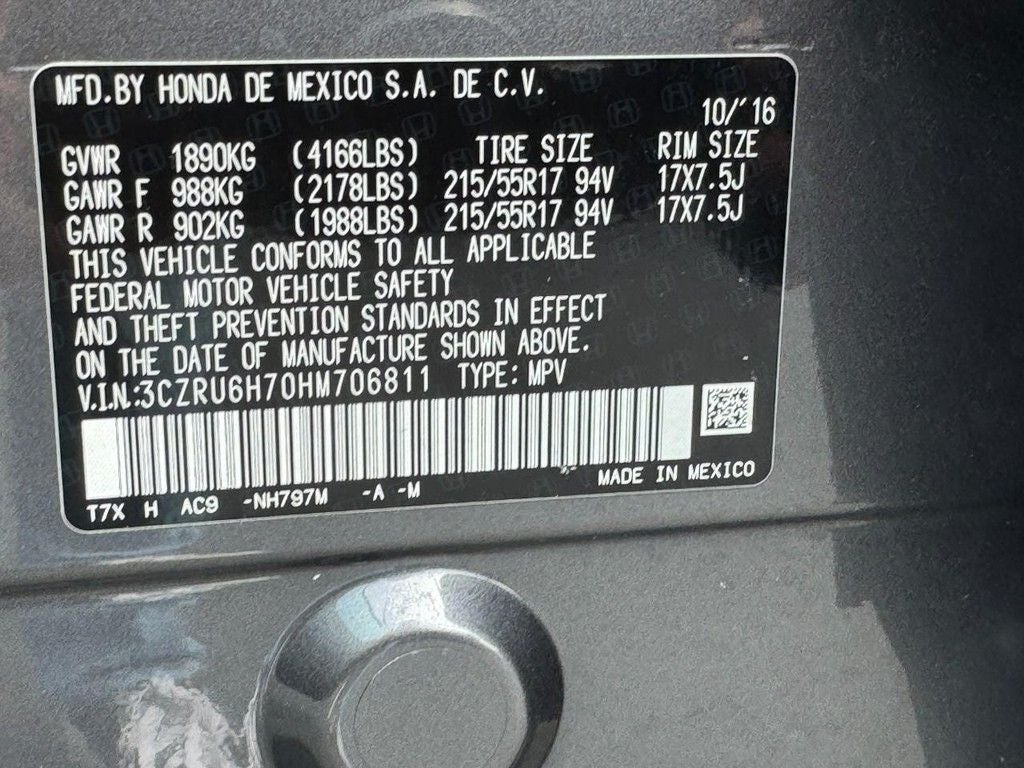 MFD.BY HONDA DE MEXICO S.A. DE C.V.
10/'16
GVWR 1890KG (4166LBS) TIRE SIZE RIM SIZE
GAWR F 988KG (2178LBS) 215/55R17 94V 17X7.5J
GAWR R 902KG (1988LBS) 215/55R17 94V 17X7.5J
THIS VEHICLE CONFORMS TO ALL APPLICABLE
FEDERAL MOTOR VEHICLE SAFETY
AND THEFT PREVENTION STANDARDS IN EFFECT
ON THE DATE OF MANUFACTURE SHOWN ABOVE.
V.I.N.:3CZRU6H70HM706811 TYPE: MPV
MADE IN MEXICO
T7X H AC9 -NH797M -A -M